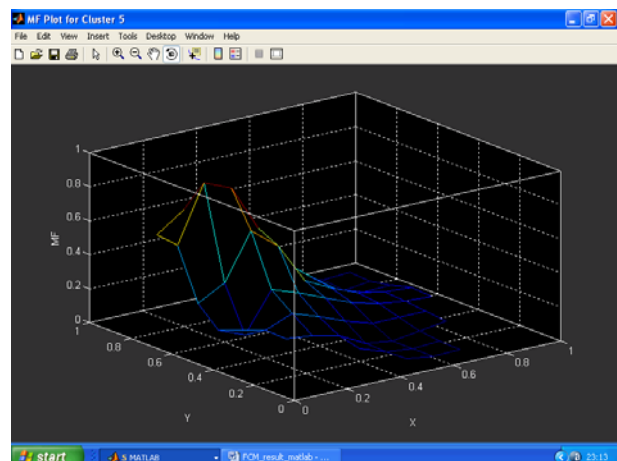 MF Plot for Cluster 5
File Edit View Insert Tools Desktop Window Help
1
0.8
0.6
0.4
0.2
0
MF
1
0.8
0.6
0.4
0.2
0
Y
0
0.2
0.4
0.6
0.8
1
X
start
5 MATLAB
FCM_result_matlab - ...
23:13